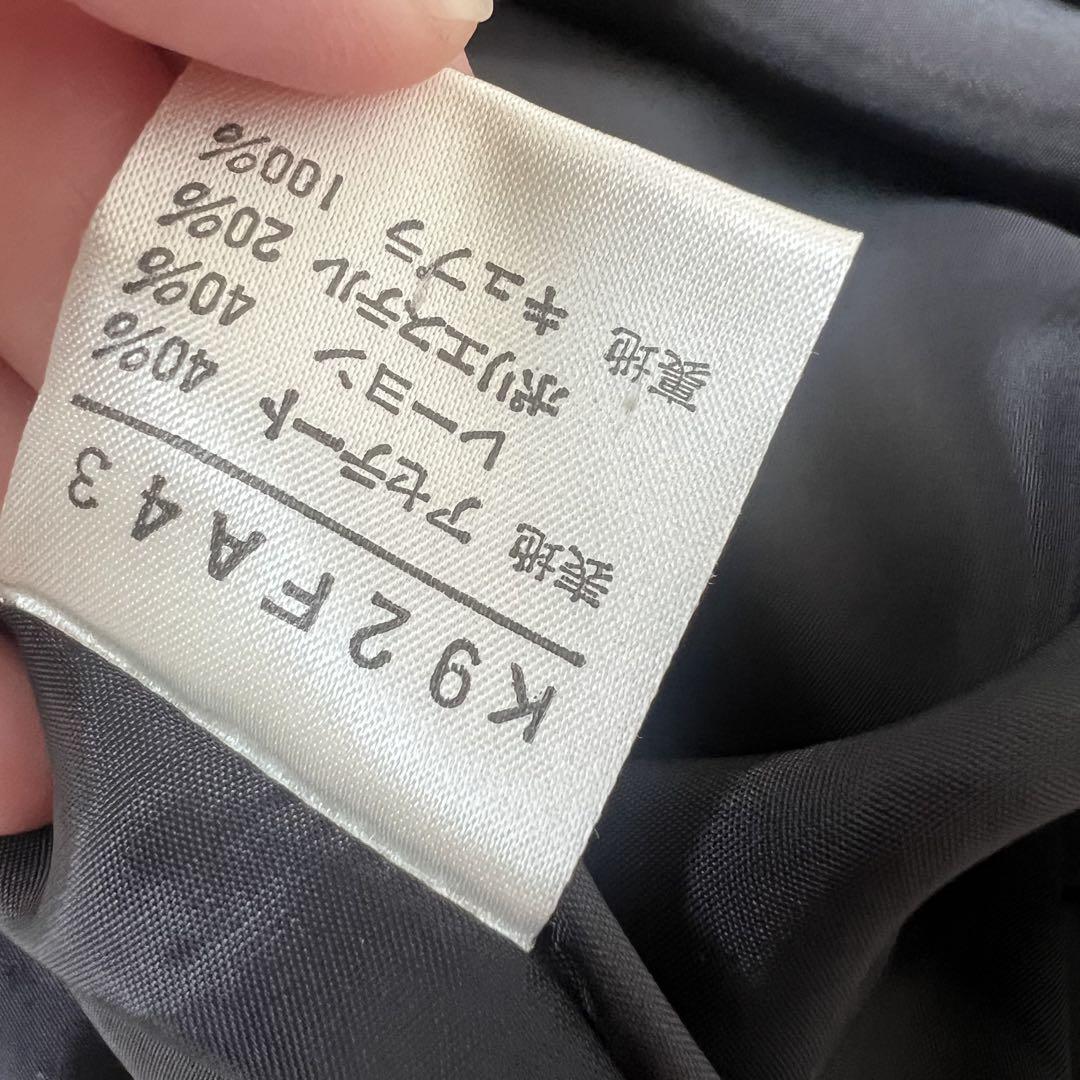 K92FA43
表地 アセテート 40%
レーヨン 40%
ポリエステル 20%
裏地 キュプラ 100%